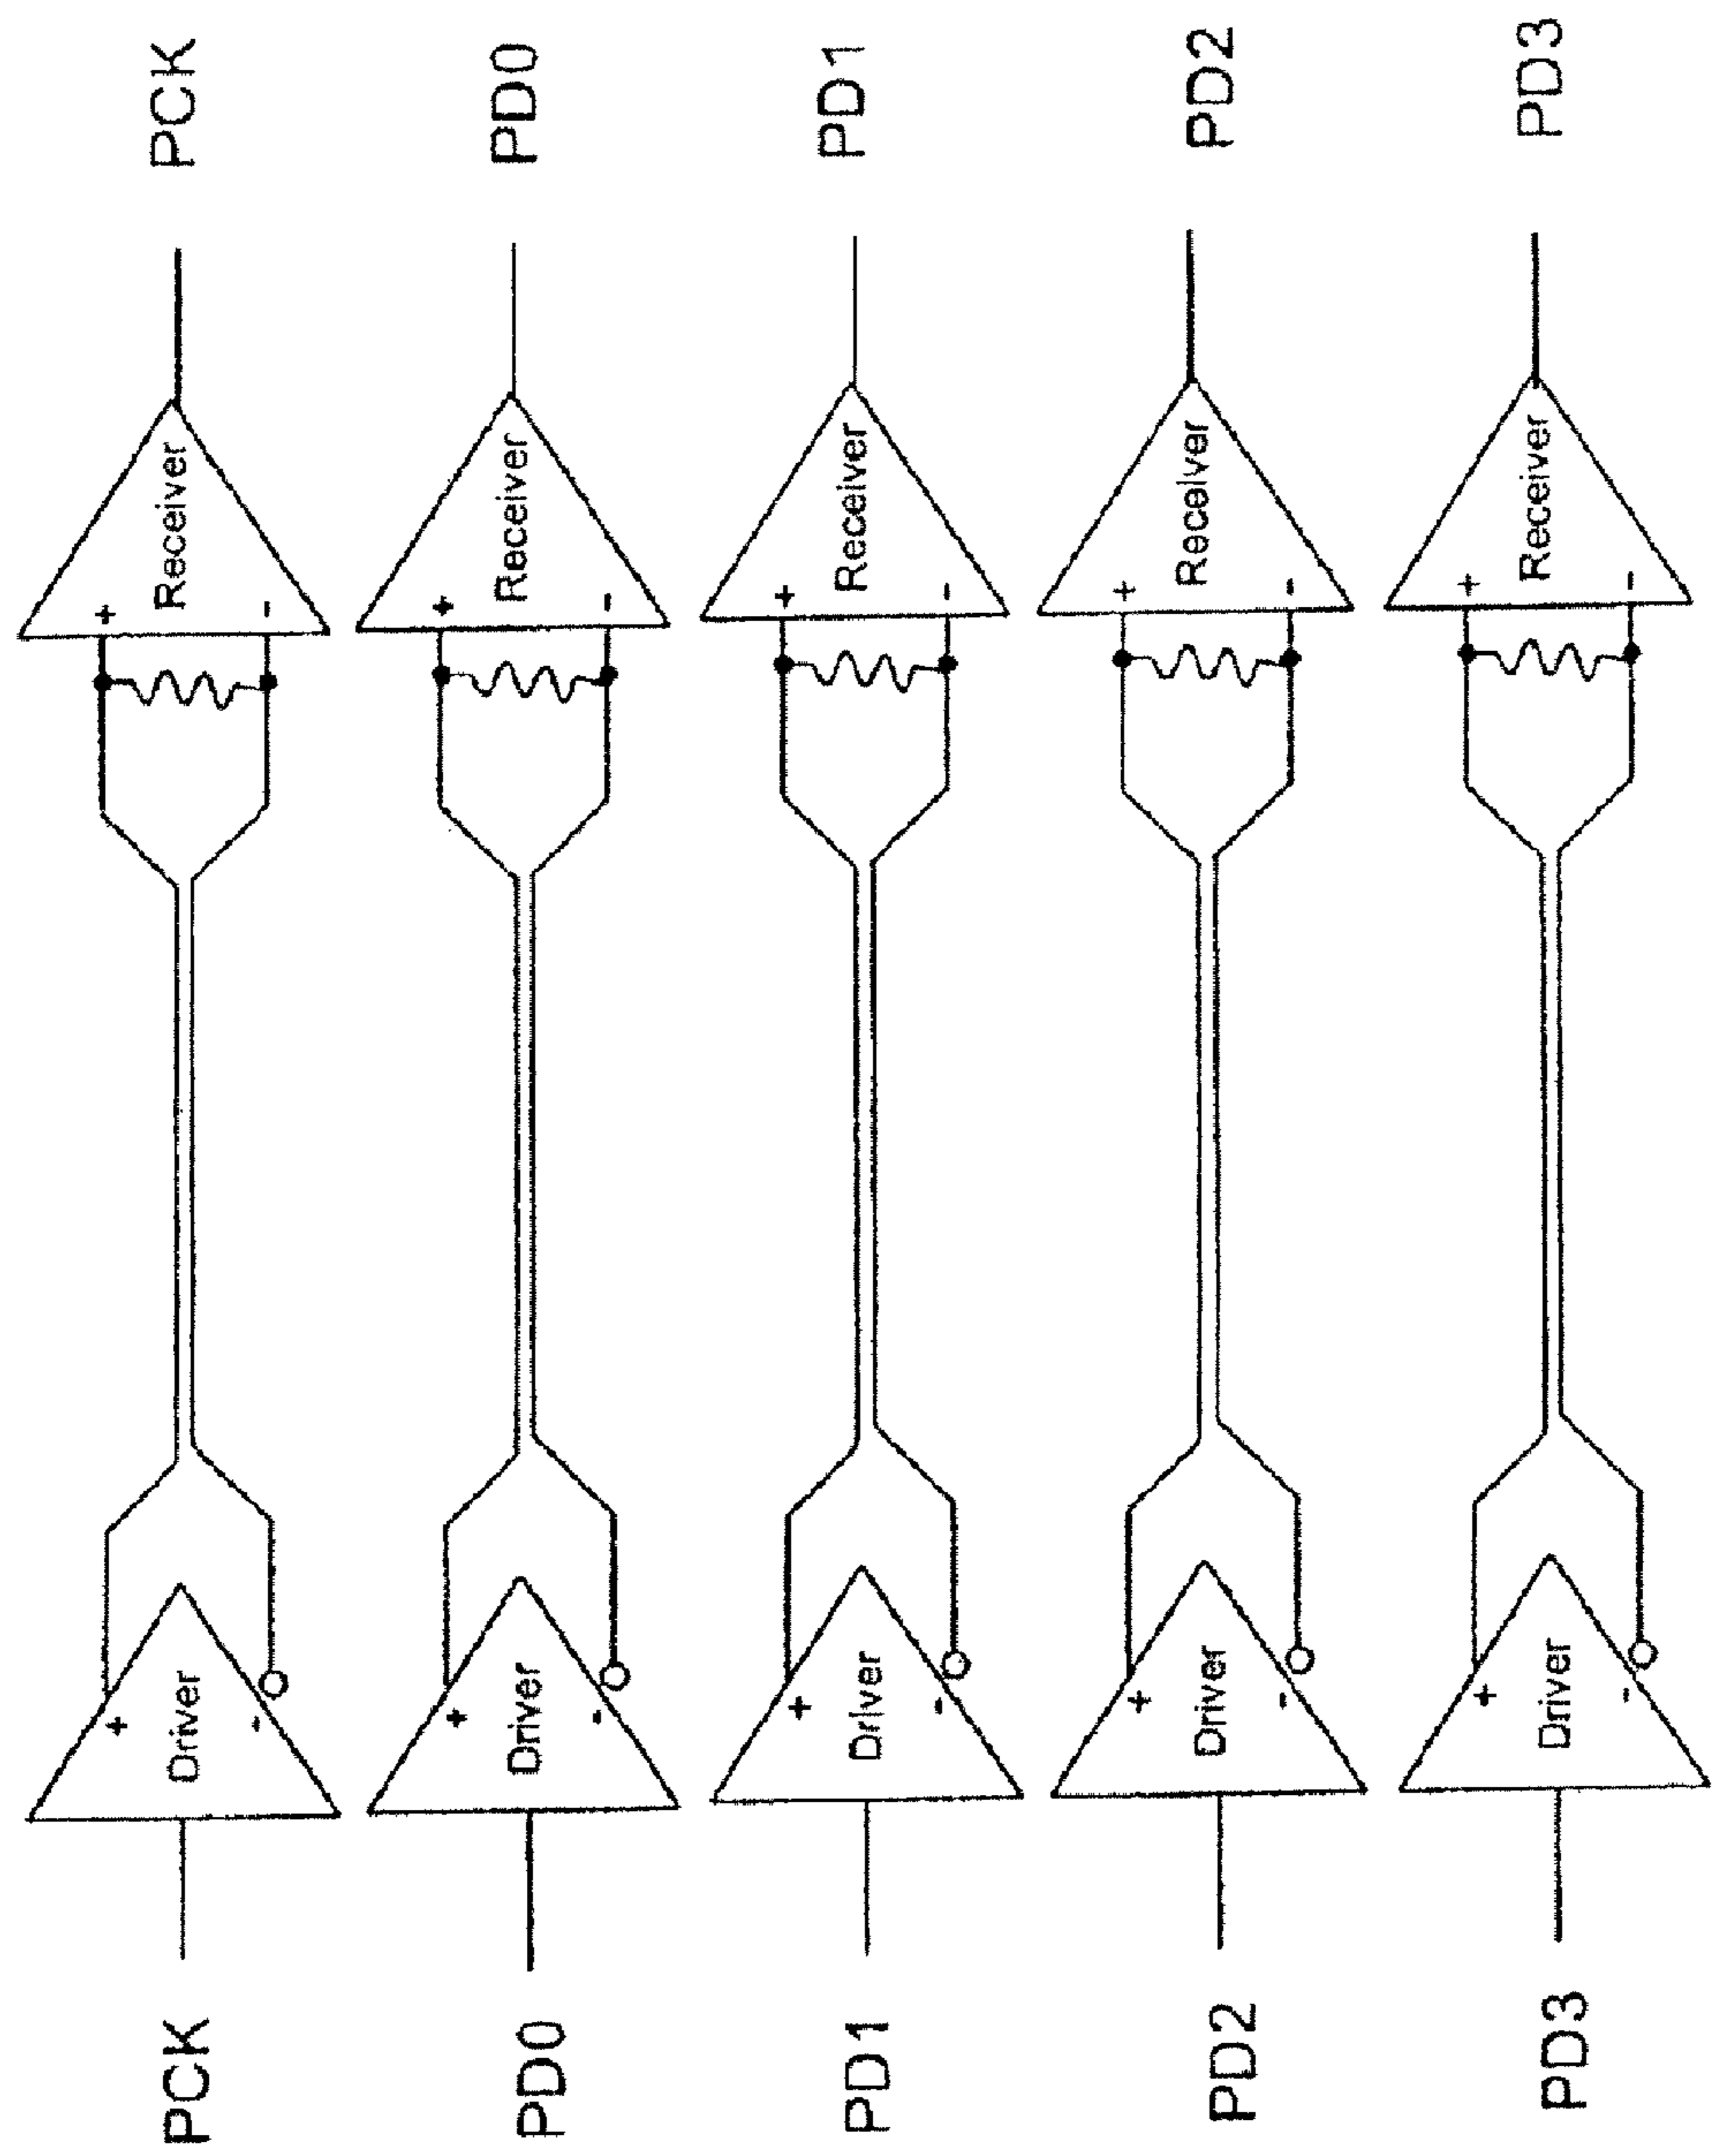 PCK + - Driver + - Receiver PCK
PD0 + - Driver + - Receiver PD0
PD1 + - Driver + - Receiver PD1
PD2 + - Driver + - Receiver PD2
PD3 + - Driver + - Receiver PD3